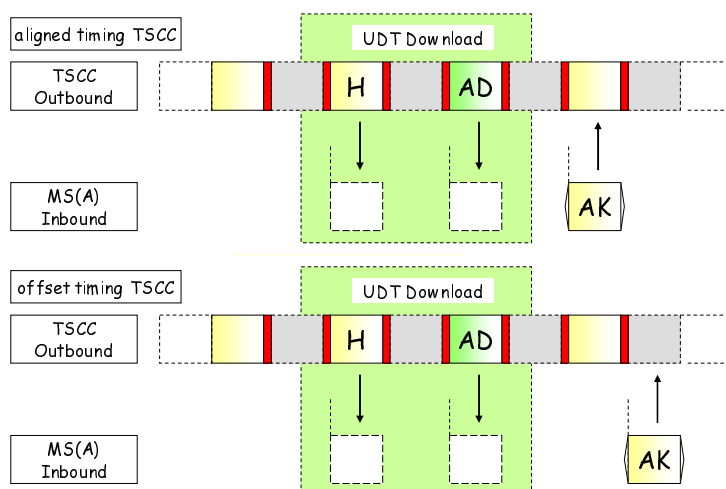 aligned timing TSCC
UDT Download
TSCC
Outbound
H
AD
MS(A)
Inbound
AK
offset timing TSCC
UDT Download
TSCC
Outbound
H
AD
MS(A)
Inbound
AK